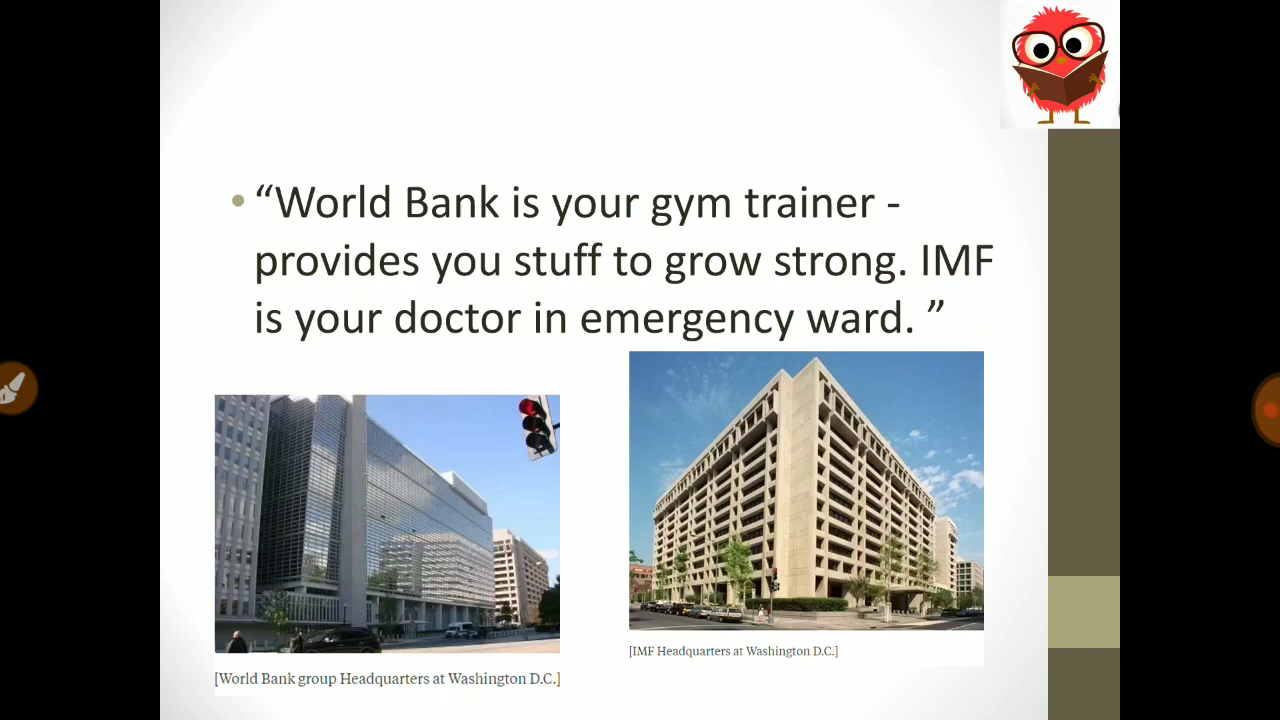 “World Bank is your gym trainer -
provides you stuff to grow strong. IMF
is your doctor in emergency ward. ”
[World Bank group Headquarters at Washington D.C.]
[IMF Headquarters at Washington D.C.]